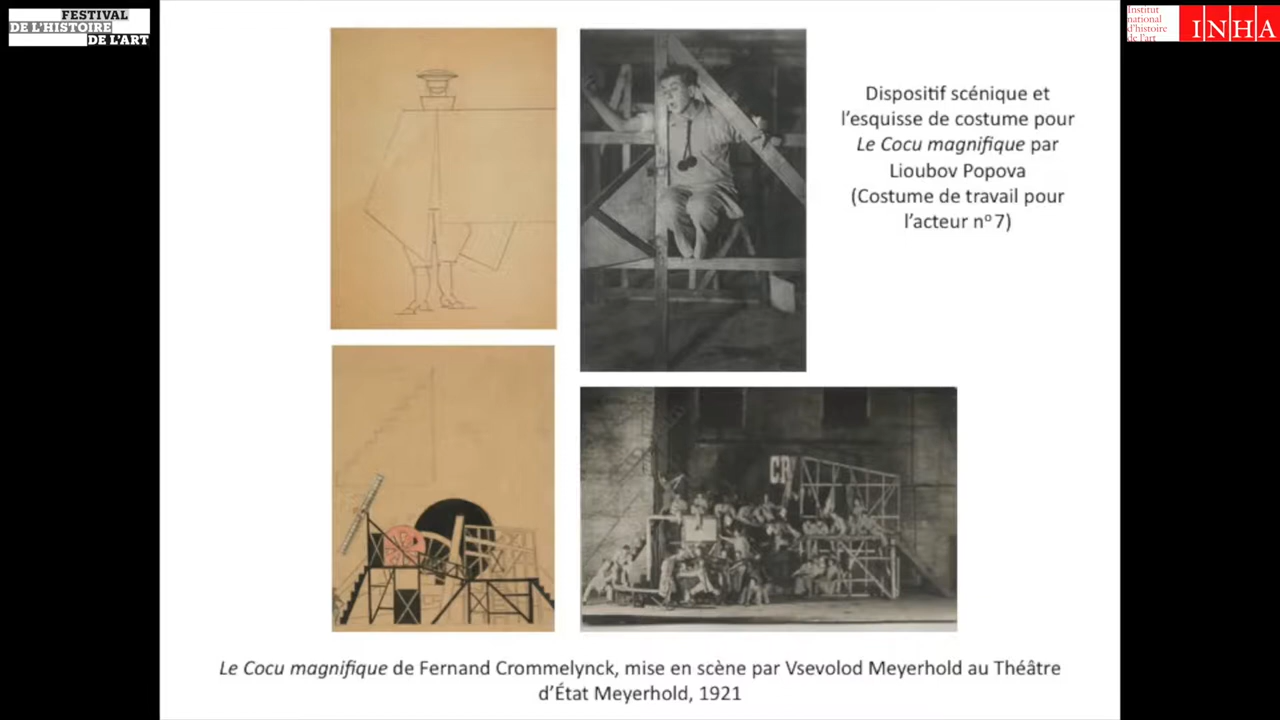 FESTIVAL
DE L'HISTOIRE
DE L'ART
Institut
national
d'histoire
de l'art
INHA
Dispositif scénique et
l'esquisse de costume pour
Le Cocu magnifique par
Lioubov Popova
(Costume de travail pour
l'acteur nº 7)
CR
Le Cocu magnifique de Fernand Crommelynck, mise en scène par Vsevolod Meyerhold au Théâtre
d'État Meyerhold, 1921